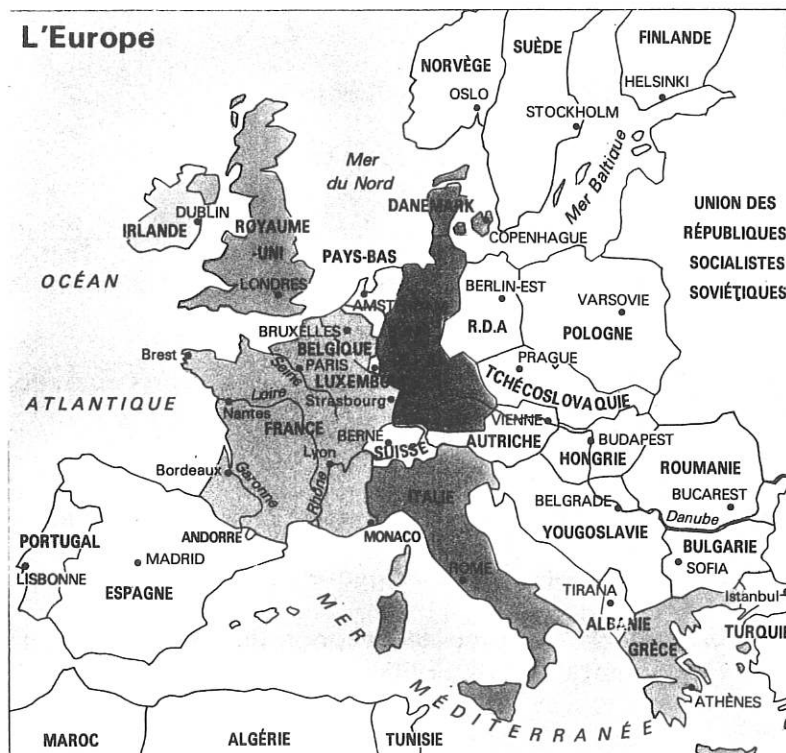 L'Europe
NORVÈGE
OSLO
SUÈDE
STOCKHOLM
FINLANDE
HELSINKI
Mer Baltique
Mer
du Nord
UNION DES
RÉPUBLIQUES
SOCIALISTES
SOVIÉTIQUES
DANEMARK
COPENHAGUE
DUBLIN
IRLANDE
ROYAUME
-UNI
LONDRES
PAYS-BAS
BERLIN-EST
R.D.A
VARSOVIE
POLOGNE
OCÉAN
ATLANTIQUE
BRUXELLES
BELGIQUE
Brest
Seine
PARIS
Strasbourg
PRAGUE
TCHÉCOSLOVAQUIE
Loire
Nantes
FRANCE
BERNE
SUISSE
VIENNE
AUTRICHE
BUDAPEST
HONGRIE
ROUMANIE
BUCAREST
Danube
Lyon
Rhône
Bordeaux
Garonne
ITALIE
BELGRADE
YOUGOSLAVIE
BULGARIE
SOFIA
PORTUGAL
LISBONNE
MADRID
ESPAGNE
ANDORRE
MONACO
ROME
TIRANA
ALBANIE
GRÈCE
ATHÈNES
Istanbul
TURQUIE
MER
MÉDITERRANÉE
MAROC
ALGÉRIE
TUNISIE